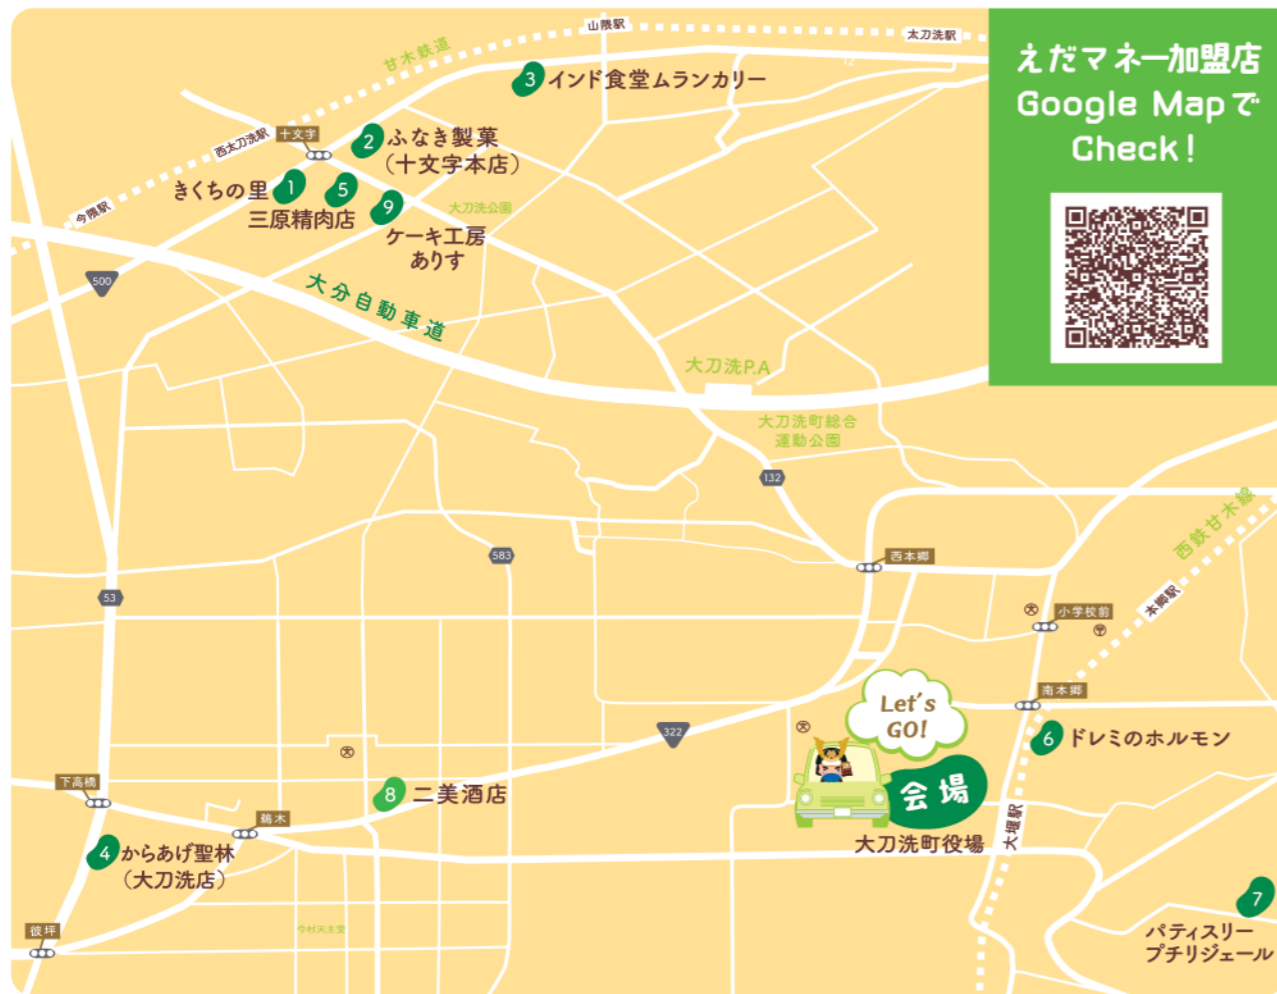 山隈駅
太刀洗駅
甘木鉄道
えだマネー加盟店
Google Mapで
Check!
3 インド食堂ムランカリー
12
西太刀洗駅
十文字
2 ふなき製菓
(十文字本店)
きくちの里 1
5
三原精肉店
9
ケーキ工房
ありす
大刀洗公園
今隈駅
500
大分自動車道
大刀洗P.A
大刀洗町総合
運動公園
132
西鉄甘木線
583
西本郷
53
小学校前
本郷駅
文
〒
南本郷
Let's
GO!
322
文
6 ドレミのホルモン
文
下高橋
8 二美酒店
会場
鵜木
大刀洗町役場
大堰駅
4 からあげ聖林
(大刀洗店)
7
パティスリー
プチリジェール
彼坪
今村天主堂